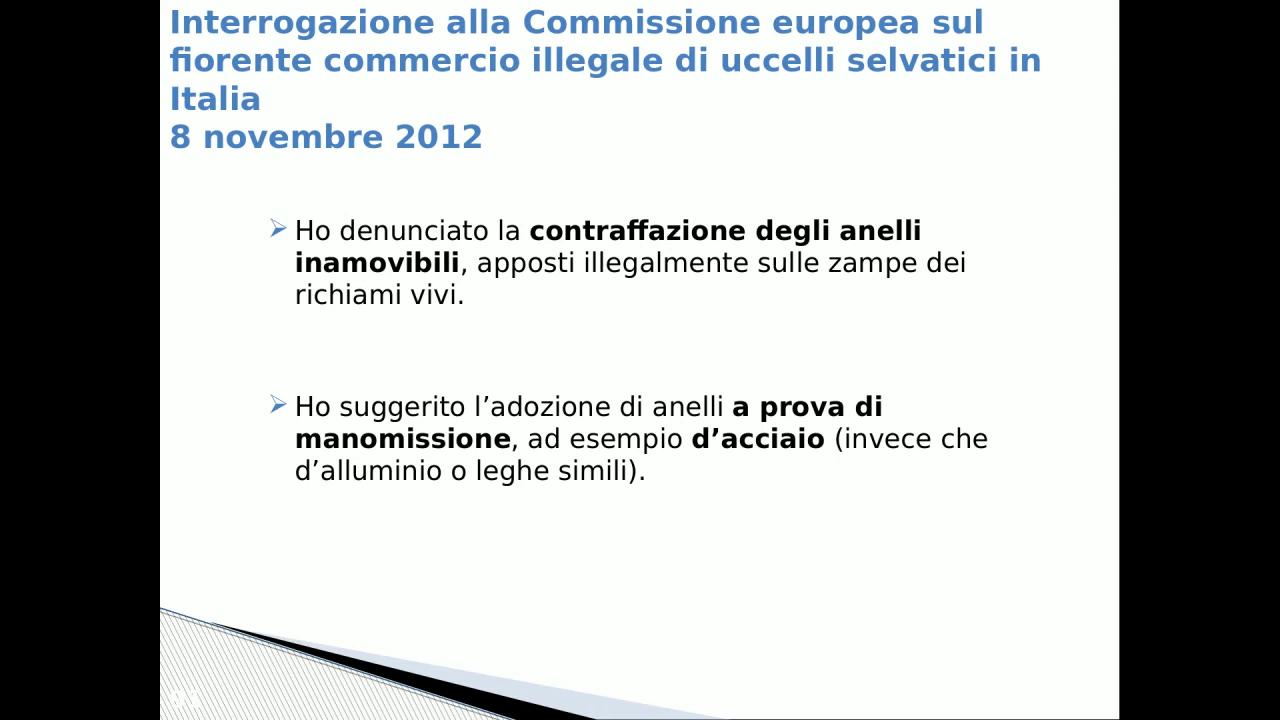 Interrogazione alla Commissione europea sul
fiorente commercio illegale di uccelli selvatici in
Italia
8 novembre 2012
Ho denunciato la contraffazione degli anelli
inamovibili, apposti illegalmente sulle zampe dei
richiami vivi.
Ho suggerito l’adozione di anelli a prova di
manomissione, ad esempio d’acciaio (invece che
d’alluminio o leghe simili).